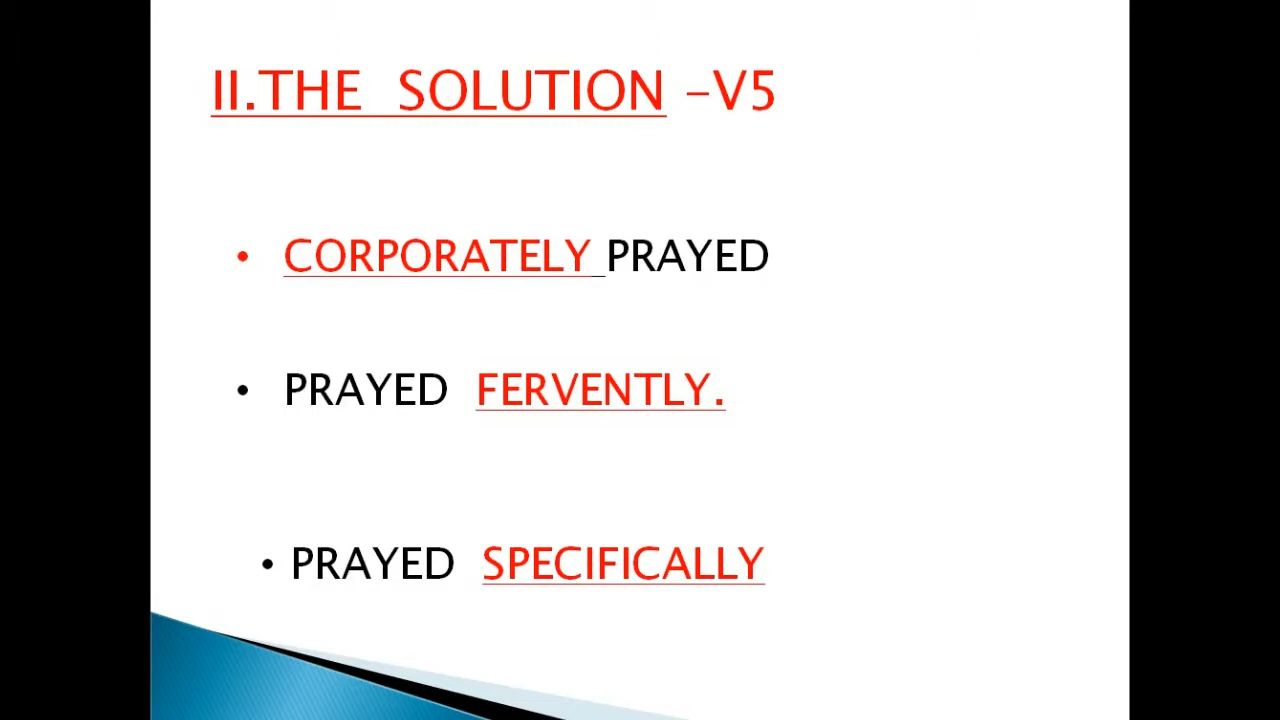 II.THE SOLUTION –V5
• CORPORATELY PRAYED
• PRAYED FERVENTLY.
• PRAYED SPECIFICALLY